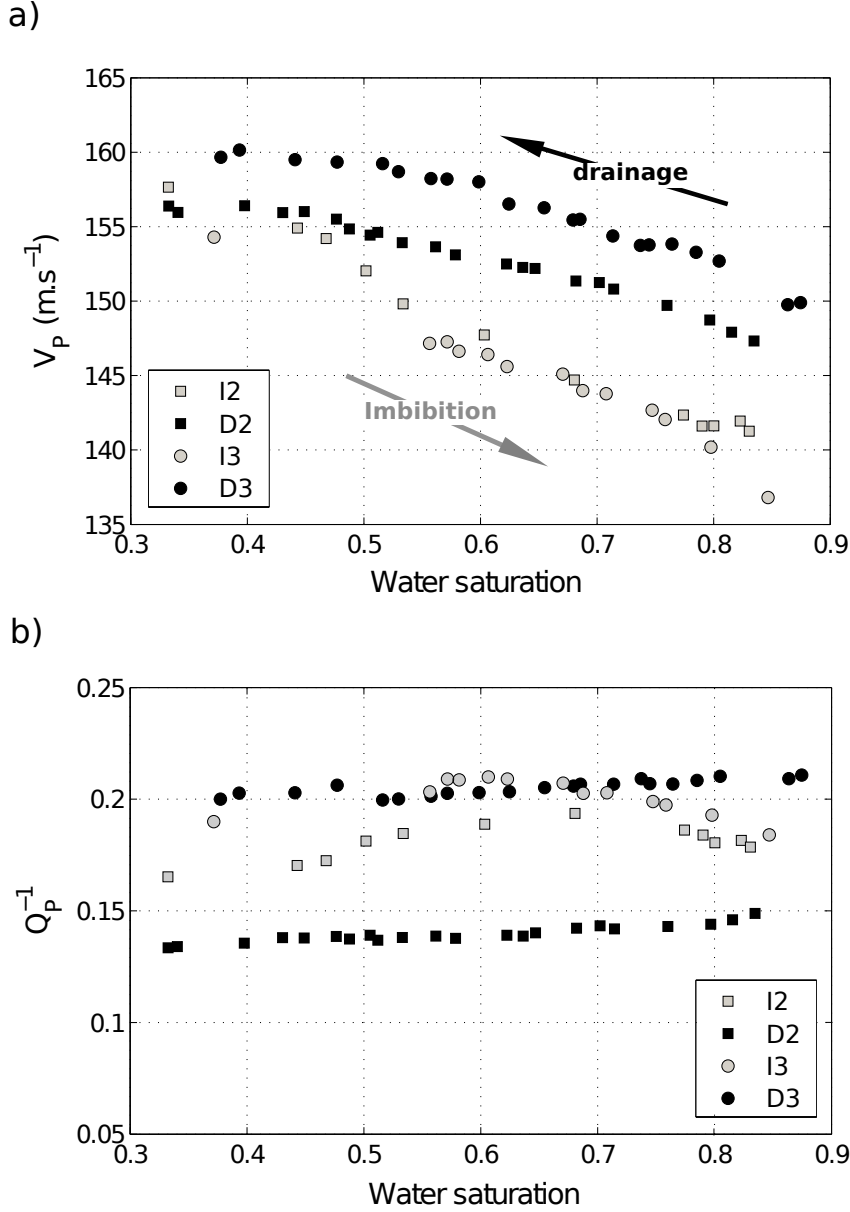 a)
165
160
155
150
145
140
135
V_P (m.s⁻¹)
drainage
Imbibition
I2
D2
I3
D3
0.3 0.4 0.5 0.6 0.7 0.8 0.9
Water saturation
b)
0.25
0.2
0.15
0.1
0.05
Q_P⁻¹
I2
D2
I3
D3
0.3 0.4 0.5 0.6 0.7 0.8 0.9
Water saturation